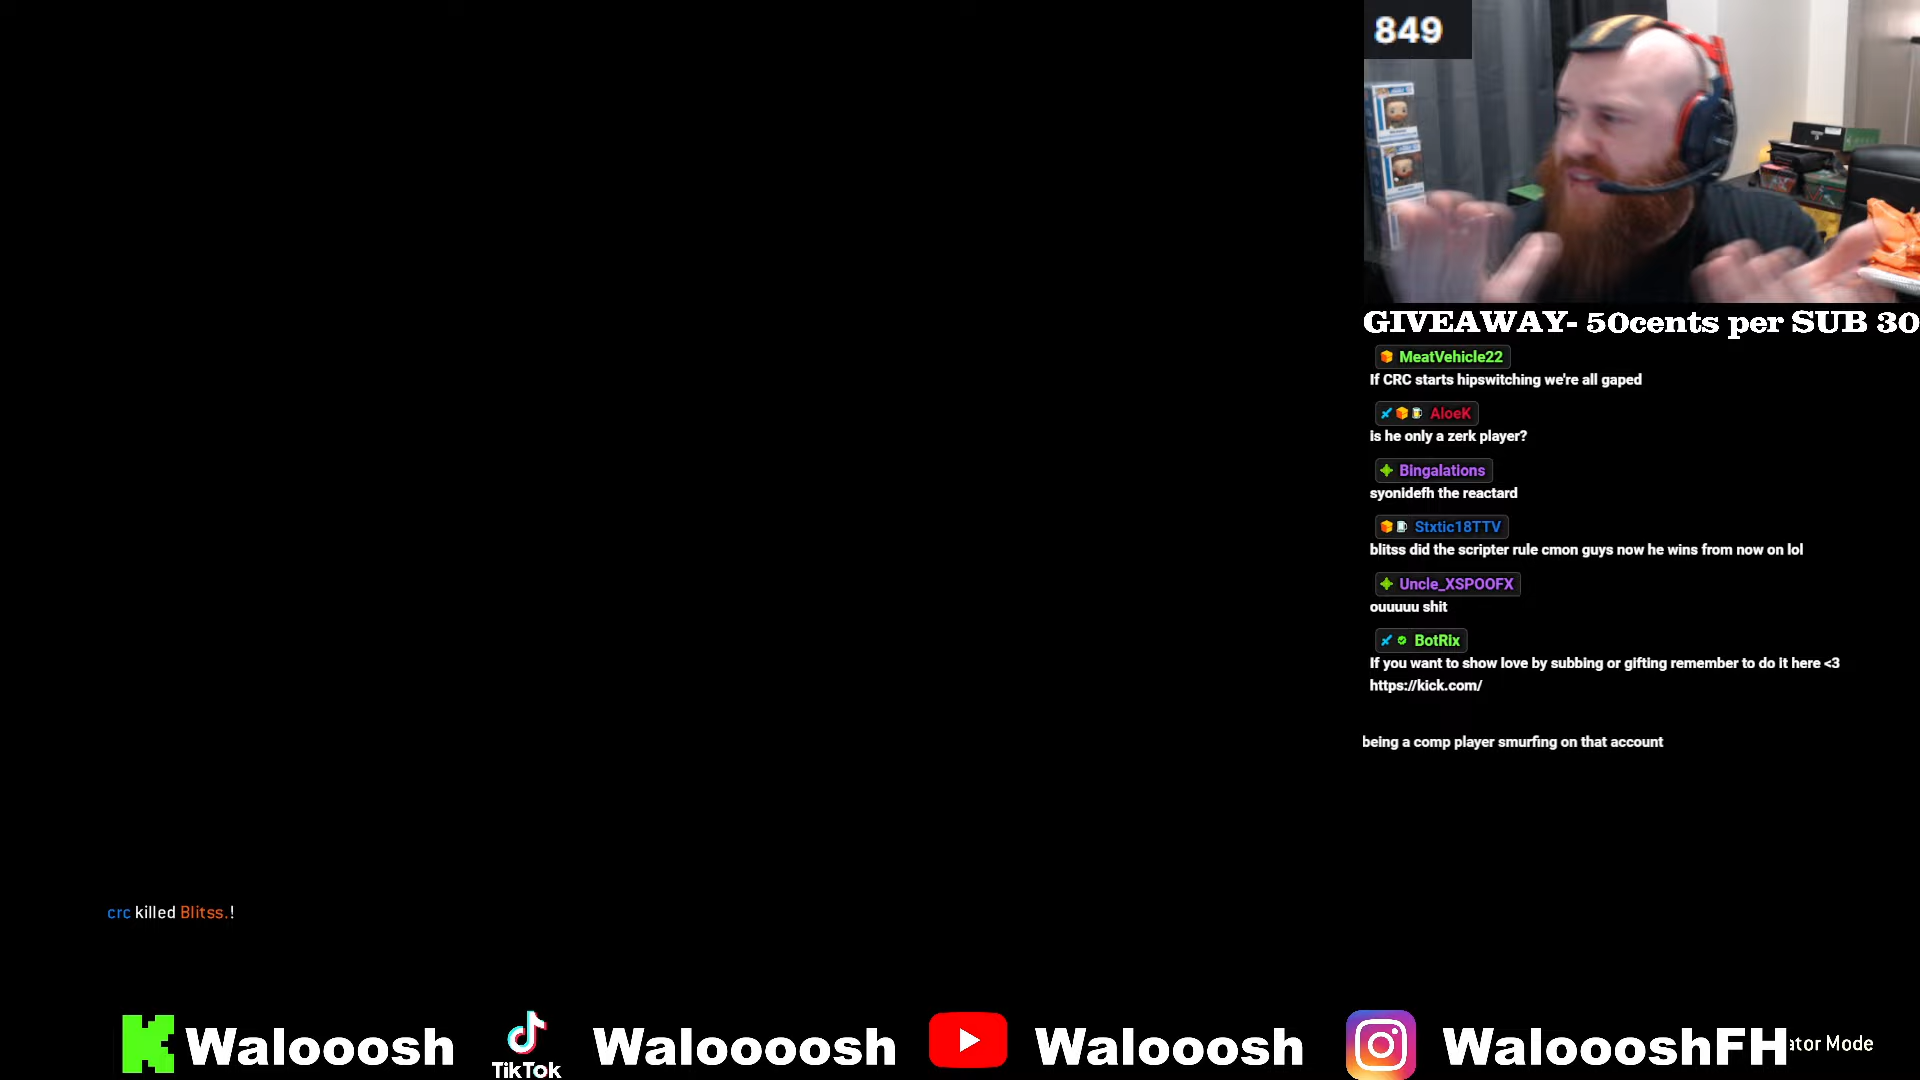 849
GIVEAWAY- 50cents per SUB 30
MeatVehicle22
If CRC starts hipswitching we're all gaped
AloeK
is he only a zerk player?
Bingalations
syonidefh the reactard
Stxtic18TTV
blitss did the scripter rule cmon guys now he wins from now on lol
Uncle_XSPOOFX
ouuuuu shit
BotRix
If you want to show love by subbing or gifting remember to do it here <3
https://kick.com/
being a comp player smurfing on that account
crc killed Blitss.!
Walooosh
TikTok
Waloooosh
Walooosh
WaloooshFH
ator Mode